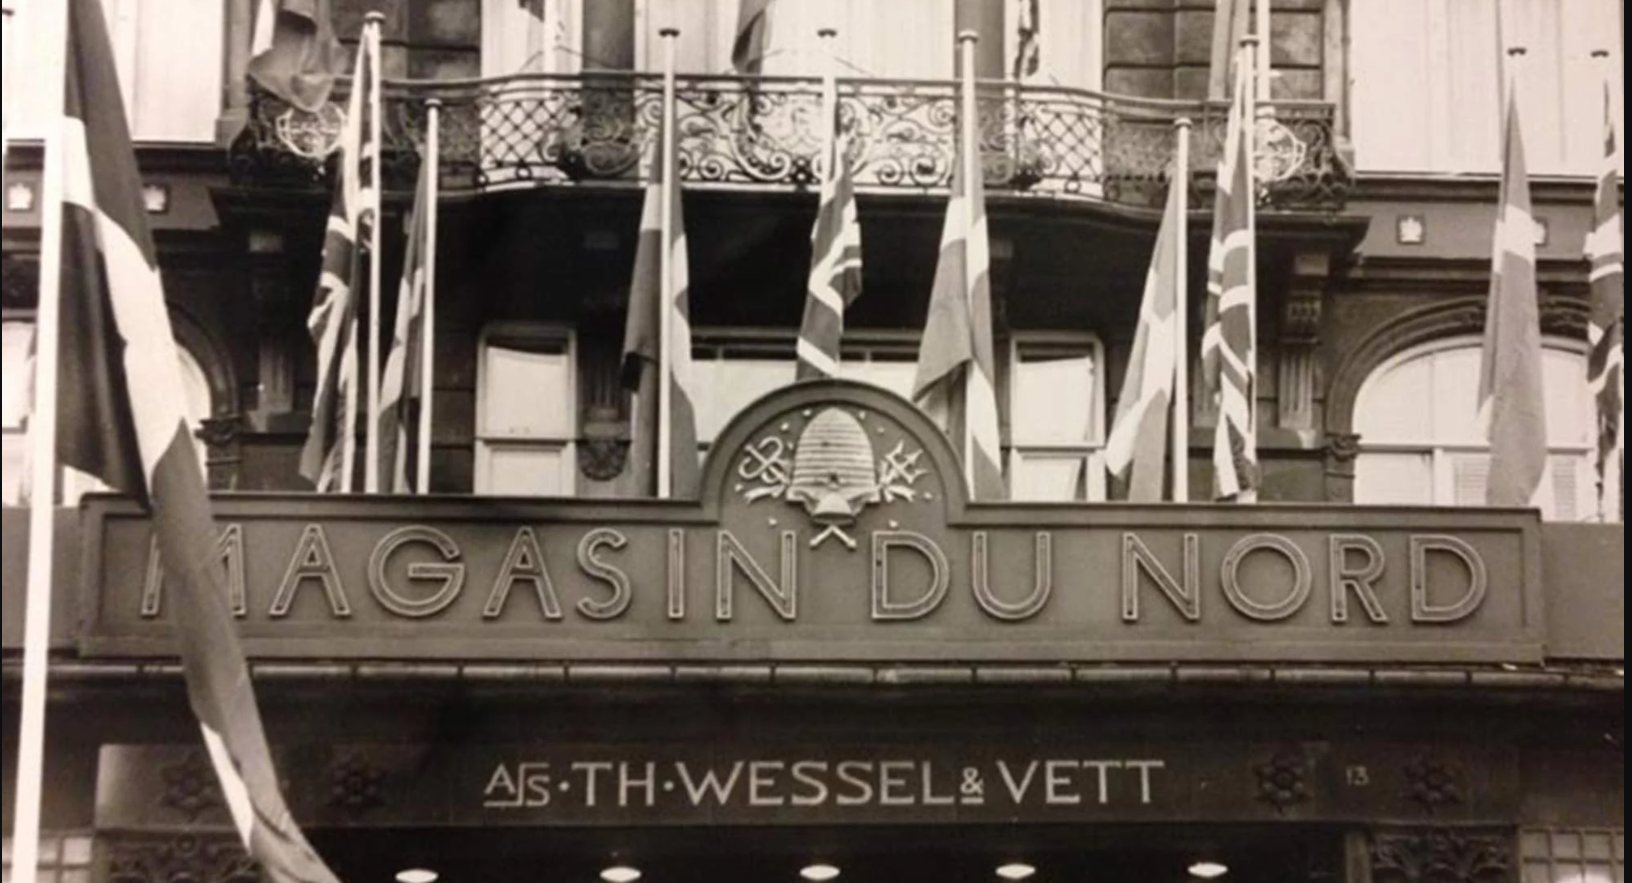 MAGASIN DU NORD
A/S·TH·WESSEL & VETT
13